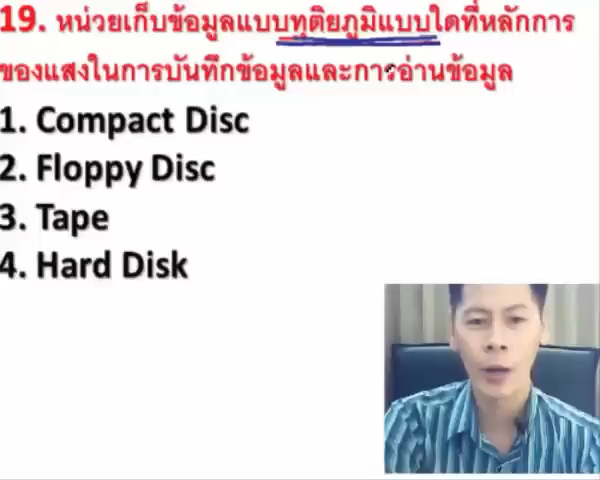 19. หน่วยเก็บข้อมูลแบบทุติยภูมิแบบใดที่หลักการ
ของแสงในการบันทึกข้อมูลและการอ่านข้อมูล
1. Compact Disc
2. Floppy Disc
3. Tape
4. Hard Disk